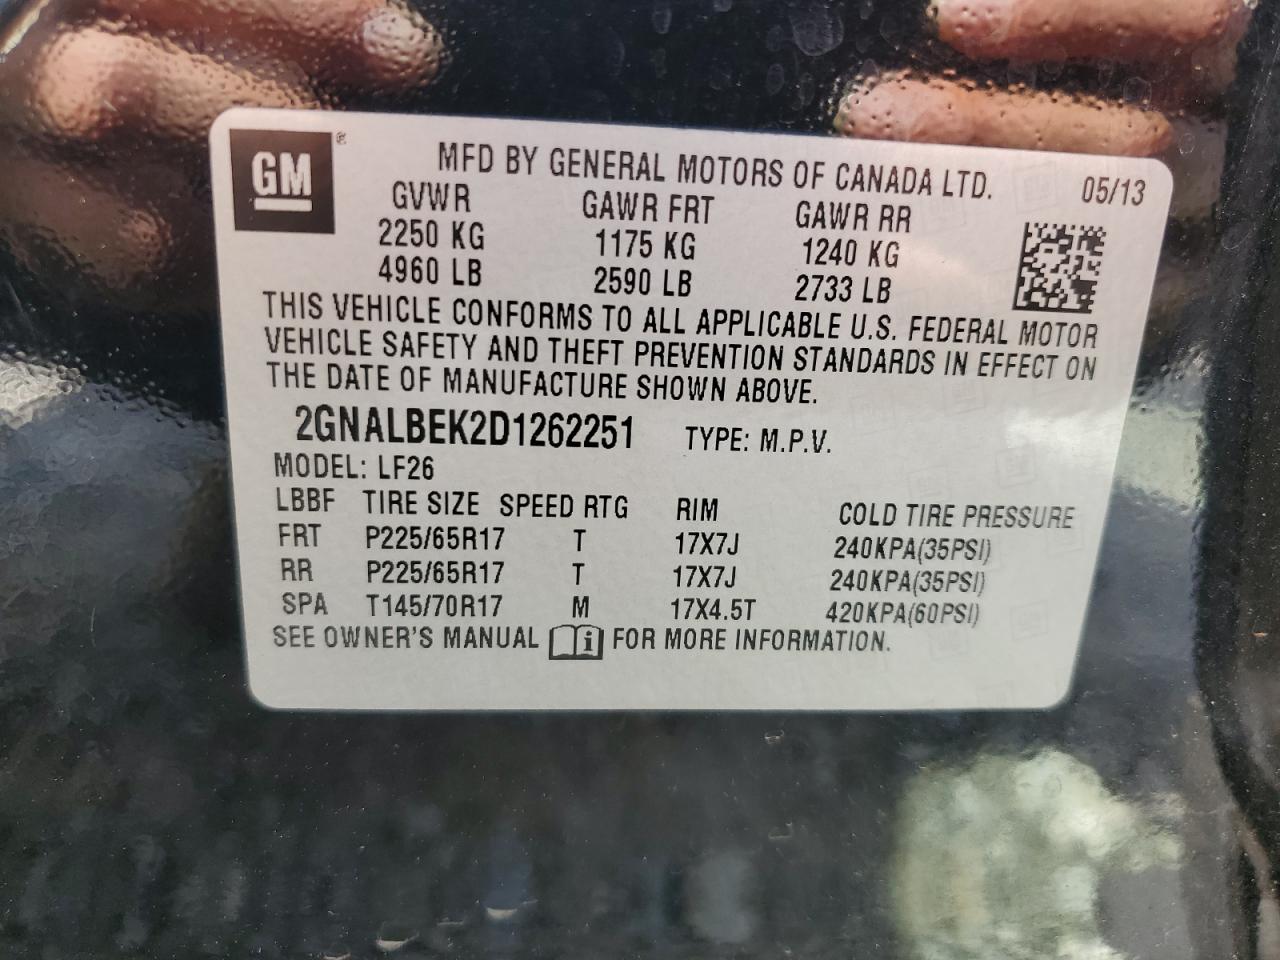 GM ®
MFD BY GENERAL MOTORS OF CANADA LTD. 05/13
GVWR GAWR FRT GAWR RR
2250 KG 1175 KG 1240 KG
4960 LB 2590 LB 2733 LB
THIS VEHICLE CONFORMS TO ALL APPLICABLE U.S. FEDERAL MOTOR
VEHICLE SAFETY AND THEFT PREVENTION STANDARDS IN EFFECT ON
THE DATE OF MANUFACTURE SHOWN ABOVE.
2GNALBEK2D1262251 TYPE: M.P.V.
MODEL: LF26
LBBF TIRE SIZE SPEED RTG RIM COLD TIRE PRESSURE
FRT P225/65R17 T 17X7J 240KPA(35PSI)
RR P225/65R17 T 17X7J 240KPA(35PSI)
SPA T145/70R17 M 17X4.5T 420KPA(60PSI)
SEE OWNER'S MANUAL i FOR MORE INFORMATION.